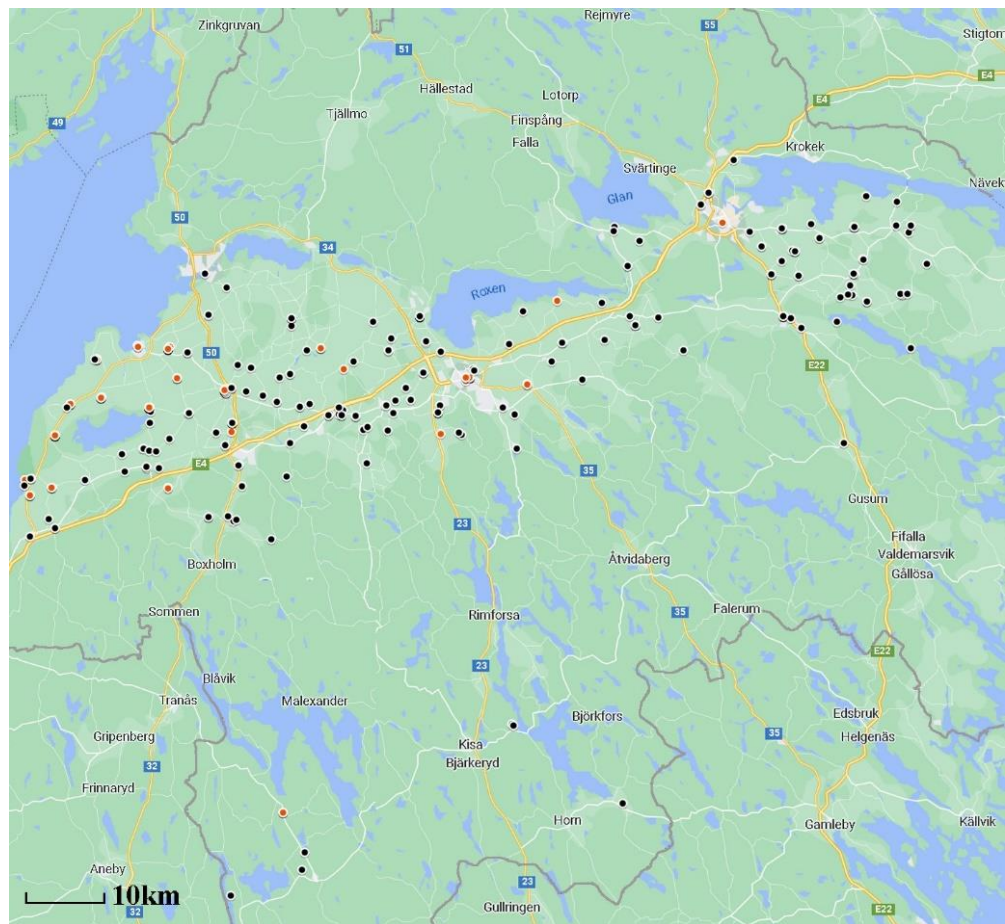 Rejmyre
Zinkgruvan
55
Stigtom
51
E4
Hällestad
Lotorp
E4
Tjällmo
Finspång
49
Falla
Krokek
Svärtinge
Nävek
Glan
50
34
Roxen
50
E22
E4
35
Gusum
23
Fifalla
Valdemarsvik
Gällösa
Boxholm
Åtvidaberg
Sommen
Rimforsa
35
Falerum
E22
23
Blåvik
Tranås
Malexander
Björkfors
Edsbruk
Gripenberg
35
Helgenäs
Kisa
32
Bjärkeryd
Frinnaryd
Horn
Gamleby
Källvik
Aneby
23
10km
32
Gullringen
22
E22